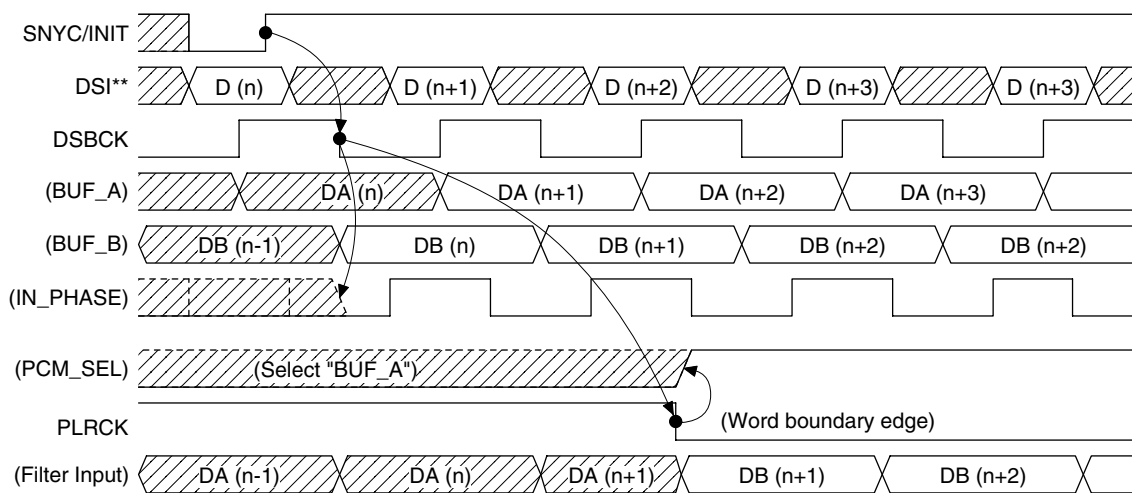 SNYC/INIT
DSI** D (n) D (n+1) D (n+2) D (n+3) D (n+3)
DSBCK
(BUF_A) DA (n) DA (n+1) DA (n+2) DA (n+3)
(BUF_B) DB (n-1) DB (n) DB (n+1) DB (n+2) DB (n+2)
(IN_PHASE)
(PCM_SEL) (Select "BUF_A")
PLRCK (Word boundary edge)
(Filter Input) DA (n-1) DA (n) DA (n+1) DB (n+1) DB (n+2)